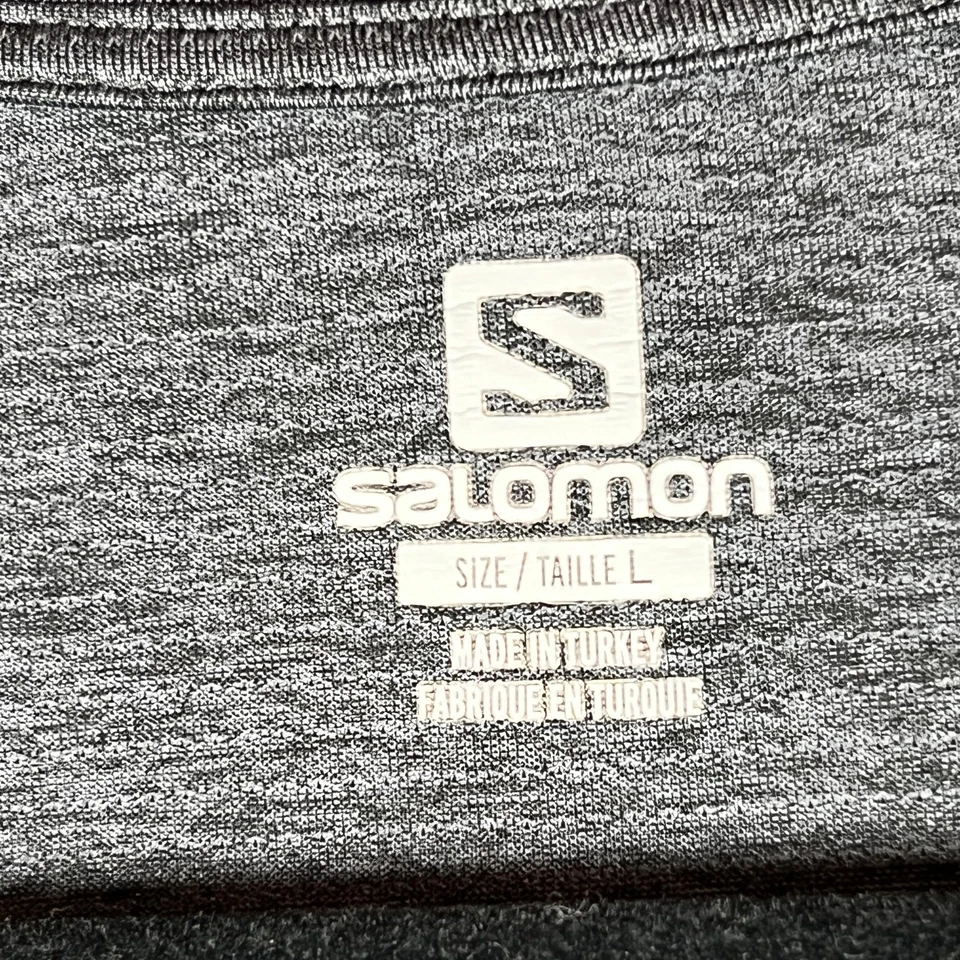 S
salomon
SIZE / TAILLE L
MADE IN TURKEY
FABRIQUE EN TURQUIE